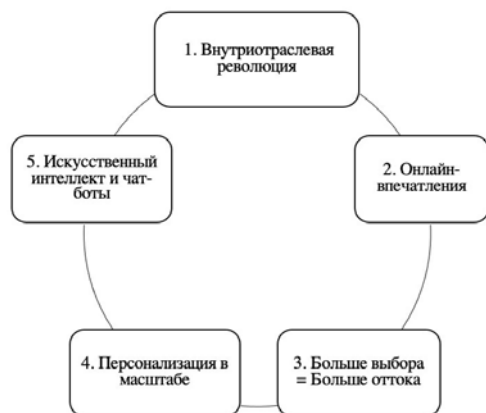 1. Внутриотраслевая
революция
2. Онлайн-
впечатления
3. Больше выбора
= Больше оттока
4. Персонализация в
масштабе
5. Искусственный
интеллект и чат-
боты